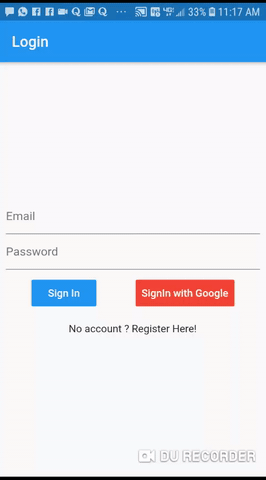 33% 11:17 AM
Login
Email
Password
Sign In
SignIn with Google
No account ? Register Here!
DU RECORDER